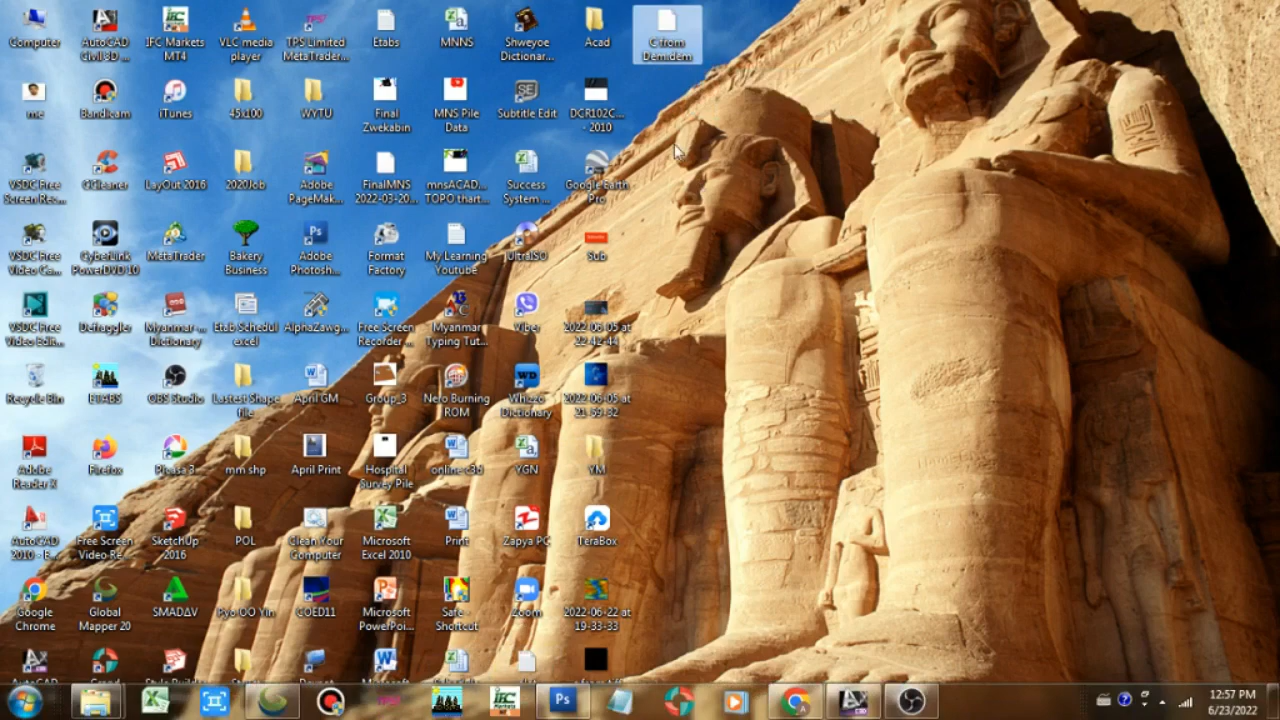 Computer
AutoCAD
Civil 3D ...
IFC Markets
MT4
VLC media
player
TPS Limited
MetaTrader...
Etabs
MNNS
Shweyoe
Dictionar...
Acad
C from
Demidem
me
Bandicam
iTunes
45x100
WYTU
Final
Zwekabin
MNS Pile
Data
Subtitle Edit
DCR102C...
- 2010
VSDC Free
Screen Rec...
CCleaner
LayOut 2016
2020Job
Adobe
PageMak...
FinalMNS
2022-03-20...
mnsACAD...
TOPO thart...
Success
System ...
Google Earth
Pro
VSDC Free
Video Ca...
CyberLink
PowerDVD 10
MetaTrader
Bakery
Business
Adobe
Photosh...
Format
Factory
My Learning
Youtube
UltraISO
Sub
VSDC Free
Video Edit...
Defraggler
Myanmar -...
Dictionary
Etab Schedul
excel
AlphaZawg...
Free Screen
Recorder ...
Myanmar
Typing Tut...
Viber
2022-06-05 at
22-42-44
Recycle Bin
ETABS
OBS Studio
Lastest Shape
file
April GM
Group_3
Nero Burning
ROM
Whizzo
Dictionary
2022-06-05 at
21-59-32
Adobe
Reader X
Firefox
Picasa 3
mm shp
April Print
Hospital
Survey Pile
online c3d
YGN
YM
AutoCAD
2010 - E...
Free Screen
Video Re...
SketchUp
2016
POL
Clean Your
Computer
Microsoft
Excel 2010
Print
Zapya PC
TeraBox
Google
Chrome
Global
Mapper 20
SMADΔV
Pyo OO Yin
COED11
Microsoft
PowerPoi...
Safe -
Shortcut
Zoom
2022-06-22 at
19-33-33
12:57 PM
6/23/2022